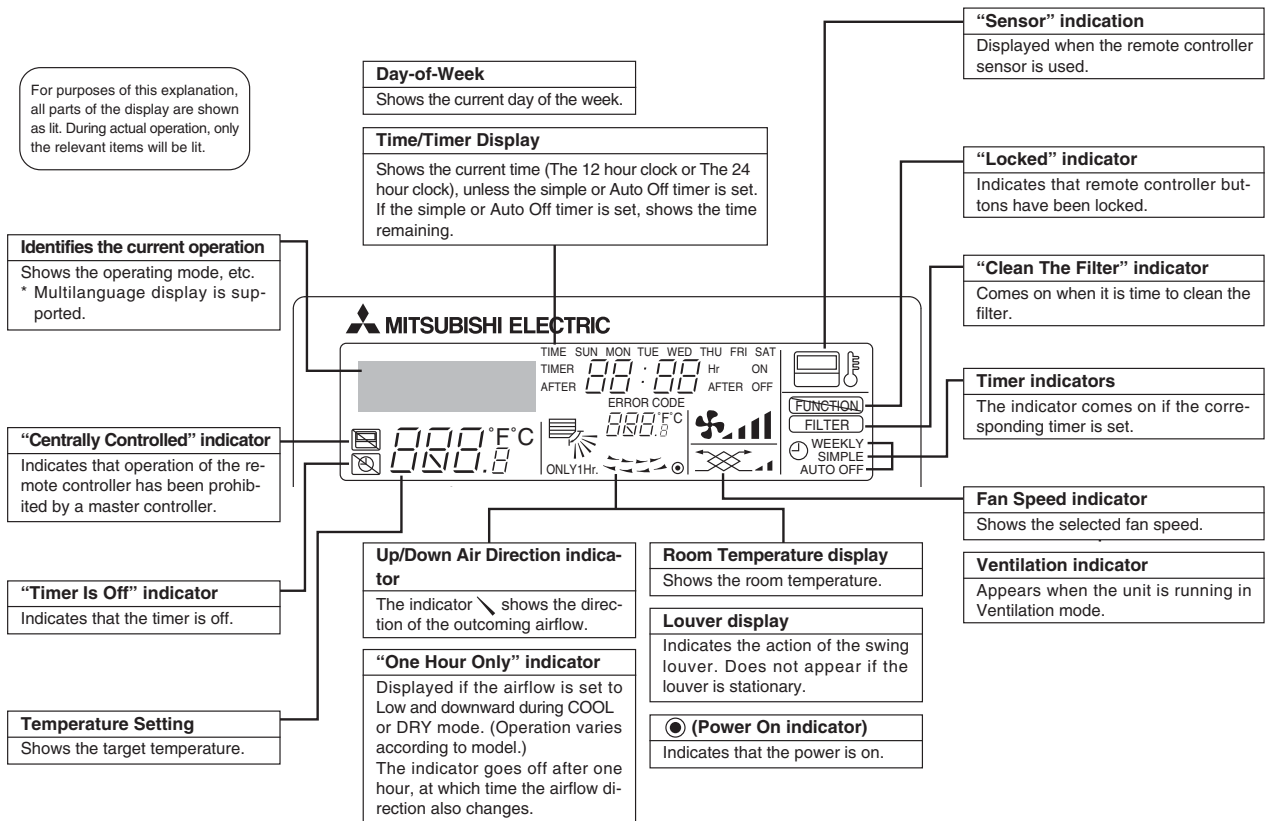 For purposes of this explanation,
all parts of the display are shown
as lit. During actual operation, only
the relevant items will be lit.
Day-of-Week
Shows the current day of the week.
Time/Timer Display
Shows the current time (The 12 hour clock or The 24
hour clock), unless the simple or Auto Off timer is set.
If the simple or Auto Off timer is set, shows the time
remaining.
“Sensor” indication
Displayed when the remote controller
sensor is used.
“Locked” indicator
Indicates that remote controller but-
tons have been locked.
“Clean The Filter” indicator
Comes on when it is time to clean the
filter.
Timer indicators
The indicator comes on if the corre-
sponding timer is set.
Fan Speed indicator
Shows the selected fan speed.
Ventilation indicator
Appears when the unit is running in
Ventilation mode.
Identifies the current operation
Shows the operating mode, etc.
* Multilanguage display is sup-
ported.
“Centrally Controlled” indicator
Indicates that operation of the re-
mote controller has been prohib-
ited by a master controller.
“Timer Is Off” indicator
Indicates that the timer is off.
Temperature Setting
Shows the target temperature.
MITSUBISHI ELECTRIC
TIME SUN MON TUE WED THU FRI SAT
TIMER 88:88 Hr ON
AFTER AFTER OFF
ERROR CODE
888.8 °F°C
888.8 °F°C
ONLY1Hr.
FUNCTION
FILTER
WEEKLY
SIMPLE
AUTO OFF
Up/Down Air Direction indica-
tor
The indicator shows the direc-
tion of the outcoming airflow.
“One Hour Only” indicator
Displayed if the airflow is set to
Low and downward during COOL
or DRY mode. (Operation varies
according to model.)
The indicator goes off after one
hour, at which time the airflow di-
rection also changes.
Room Temperature display
Shows the room temperature.
Louver display
Indicates the action of the swing
louver. Does not appear if the
louver is stationary.
(Power On indicator)
Indicates that the power is on.